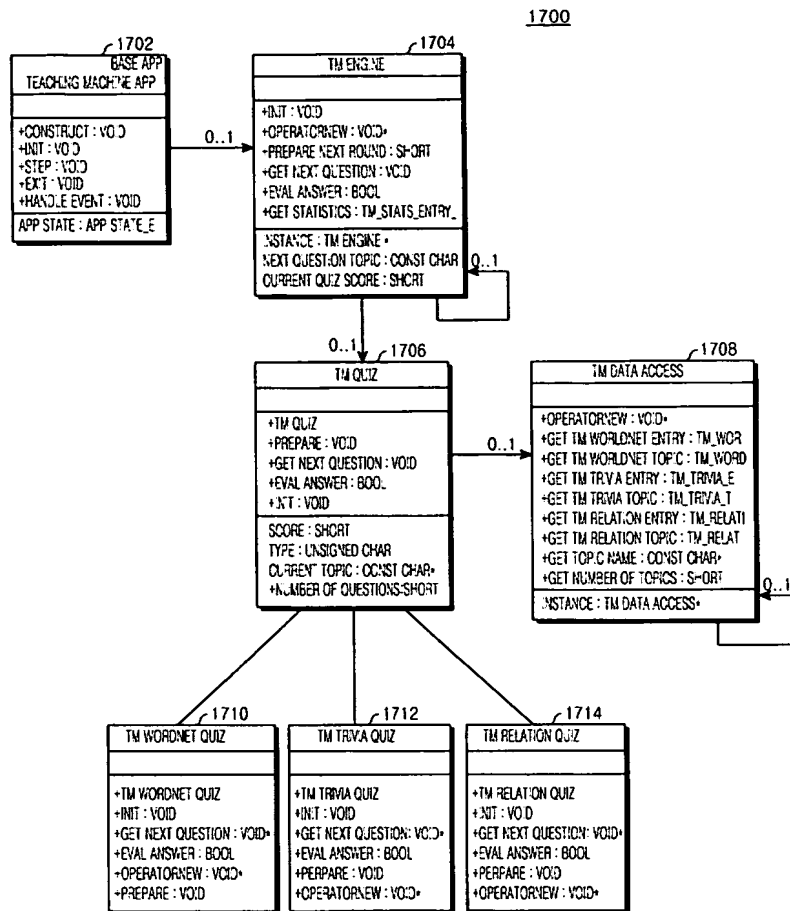 1700
1702
BASE APP
TEACHING MACHINE APP
+CONSTRUCT : VOID
+INIT : VOID
+STEP : VOID
+EXIT : VOID
+HANDLE EVENT : VOID
APP STATE : APP STATE_E
0..1
1704
TM ENGINE
+INIT : VOID
+OPERATORNEW : VOID*
+PREPARE NEXT ROUND : SHORT
+GET NEXT QUESTION : VOID
+EVAL ANSWER : BOOL
+GET STATISTICS : TM_STATS_ENTRY_
INSTANCE : TM ENGINE *
NEXT QUESTION TOPIC : CONST CHAR
CURRENT QUIZ SCORE : SHORT
0..1
0..1
1706
TM QUIZ
+TM QUIZ
+PREPARE : VOID
+GET NEXT QUESTION : VOID
+EVAL ANSWER : BOOL
+INIT : VOID
SCORE : SHORT
TYPE : UNSIGNED CHAR
CURRENT TOPIC : CONST CHAR*
+NUMBER OF QUESTIONS:SHORT
0..1
1708
TM DATA ACCESS
+OPERATORNEW : VOID*
+GET TM WORLDNET ENTRY : TM_WOR
+GET TM WORLDNET TOPIC : TM_WORD
+GET TM TRIVIA ENTRY : TM_TRIVIA_E
+GET TM TRIVIA TOPIC : TM_TRIVIA_T
+GET TM RELATION ENTRY : TM_RELATI
+GET TM RELATION TOPIC : TM_RELAT
+GET TOPIC NAME : CONST CHAR*
+GET NUMBER OF TOPICS : SHORT
INSTANCE : TM DATA ACCESS*
0..1
1710
TM WORDNET QUIZ
+TM WORDNET QUIZ
+INIT : VOID
+GET NEXT QUESTION : VOID*
+EVAL ANSWER : BOOL
+OPERATORNEW : VOID*
+PREPARE : VOID
1712
TM TRIVIA QUIZ
+TM TRIVIA QUIZ
+INIT : VOID
+GET NEXT QUESTION: VOID*
+EVAL ANSWER : BOOL
+PERPARE : VOID
+OPERATORNEW : VOID*
1714
TM RELATION QUIZ
+TM RELATION QUIZ
+INIT : VOID
+GET NEXT QUESTION: VOID*
+EVAL ANSWER : BOOL
+PERPARE : VOID
+OPERATORNEW : VOID*